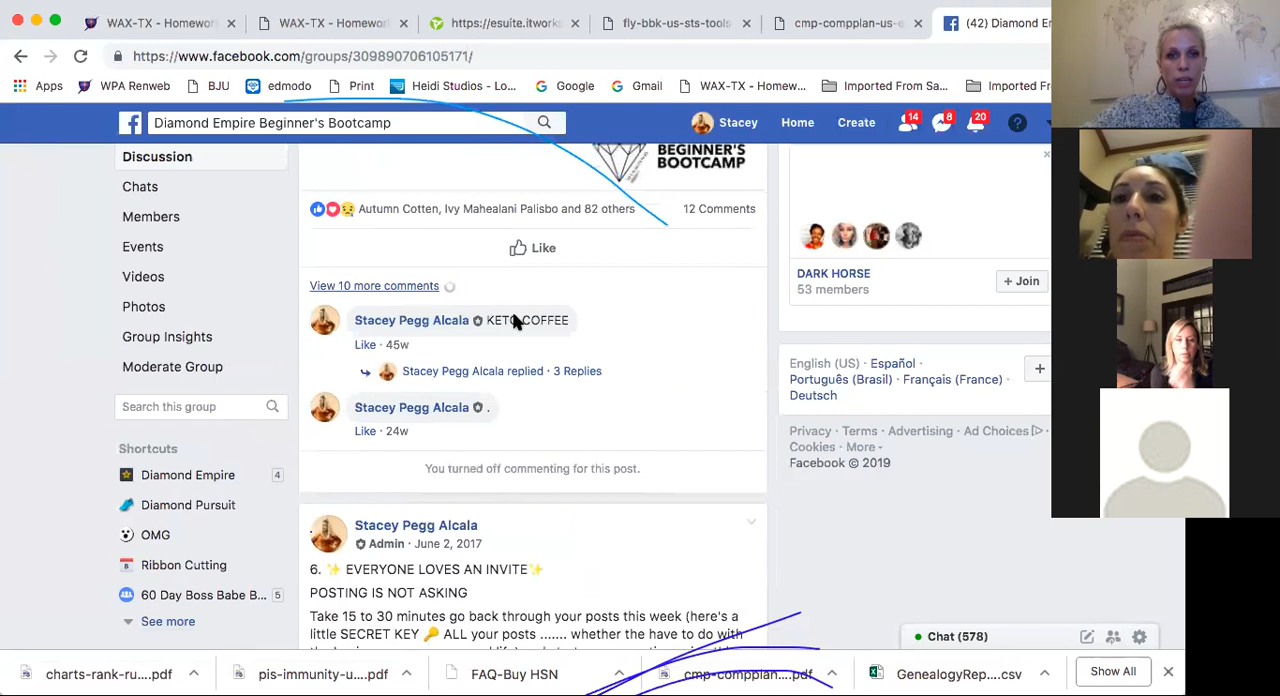 WAX-TX - Homework
WAX-TX - Homework
https://esuite.itworks
fly-bbk-us-sts-tools
cmp-compplan-us-
(42) Diamond Em
https://www.facebook.com/groups/309890706105171/
Apps WPA Renweb BJU edmodo Print Heidi Studios - Lo... Google Gmail WAX-TX - Homew... Imported From Sa... Imported Fr
Diamond Empire Beginner's Bootcamp
Stacey Home Create 14 8 20
Discussion
Chats
Members
Events
Videos
Photos
Group Insights
Moderate Group
Search this group
Shortcuts
Diamond Empire 4
Diamond Pursuit
OMG
Ribbon Cutting
60 Day Boss Babe B... 5
See more
BEGINNER'S
BOOTCAMP
Autumn Cotten, Ivy Mahealani Palisbo and 82 others 12 Comments
Like
View 10 more comments
Stacey Pegg Alcala KETO COFFEE
Like · 45w
Stacey Pegg Alcala replied · 3 Replies
Stacey Pegg Alcala .
Like · 24w
You turned off commenting for this post.
Stacey Pegg Alcala
Admin · June 2, 2017
6. ✨ EVERYONE LOVES AN INVITE✨
POSTING IS NOT ASKING
Take 15 to 30 minutes go back through your posts this week (here's a
little SECRET KEY 🔑 ALL your posts ....... whether the have to do with
DARK HORSE
53 members
+ Join
English (US) · Español ·
Português (Brasil) · Français (France) ·
Deutsch
Privacy · Terms · Advertising · Ad Choices ·
Cookies · More
Facebook © 2019
Chat (578)
charts-rank-ru....pdf
pis-immunity-u....pdf
FAQ-Buy HSN
cmp-compplan....pdf
GenealogyRep....csv
Show All